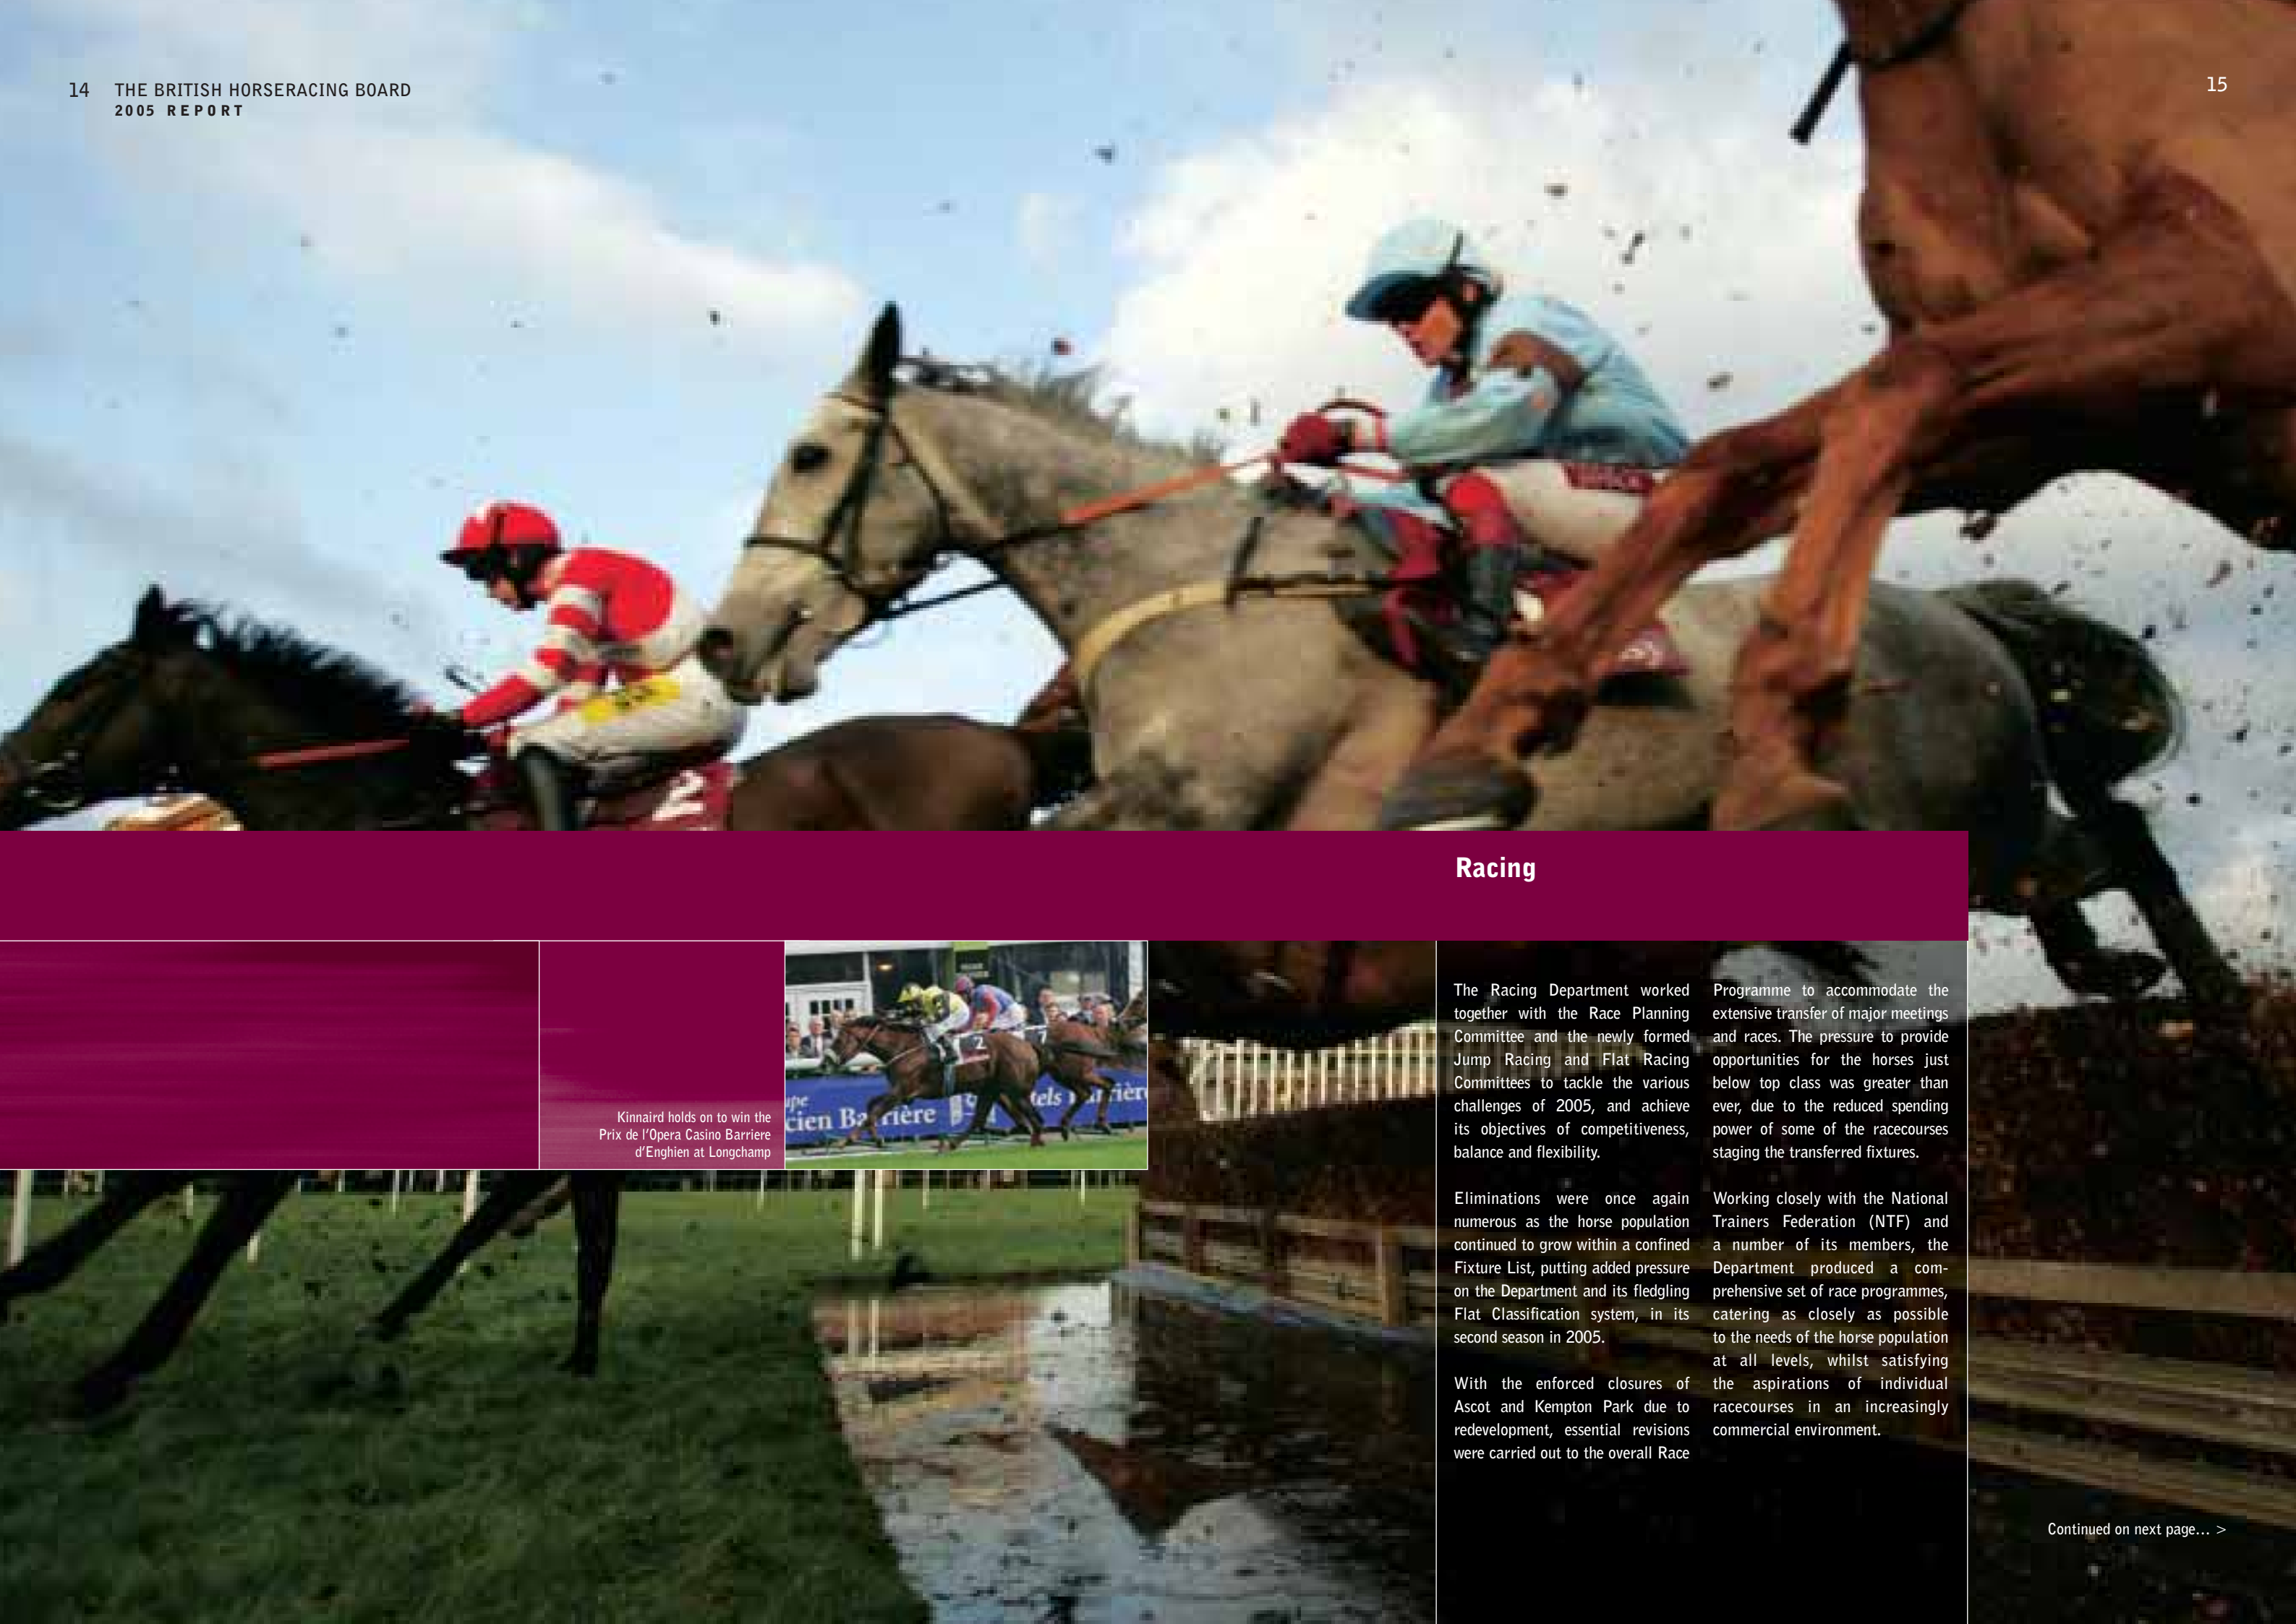 14 THE BRITISH HORSERACING BOARD
2005 REPORT
15
2
Racing
Kinnaird holds on to win the
Prix de l'Opera Casino Barriere
d'Enghien at Longchamp
2
cien Barrière
The Racing Department worked
together with the Race Planning
Committee and the newly formed
Jump Racing and Flat Racing
Committees to tackle the various
challenges of 2005, and achieve
its objectives of competitiveness,
balance and flexibility.
Eliminations were once again
numerous as the horse population
continued to grow within a confined
Fixture List, putting added pressure
on the Department and its fledgling
Flat Classification system, in its
second season in 2005.
With the enforced closures of
Ascot and Kempton Park due to
redevelopment, essential revisions
were carried out to the overall Race
Programme to accommodate the
extensive transfer of major meetings
and races. The pressure to provide
opportunities for the horses just
below top class was greater than
ever, due to the reduced spending
power of some of the racecourses
staging the transferred fixtures.
Working closely with the National
Trainers Federation (NTF) and
a number of its members, the
Department produced a com-
prehensive set of race programmes,
catering as closely as possible
to the needs of the horse population
at all levels, whilst satisfying
the aspirations of individual
racecourses in an increasingly
commercial environment.
Continued on next page... >